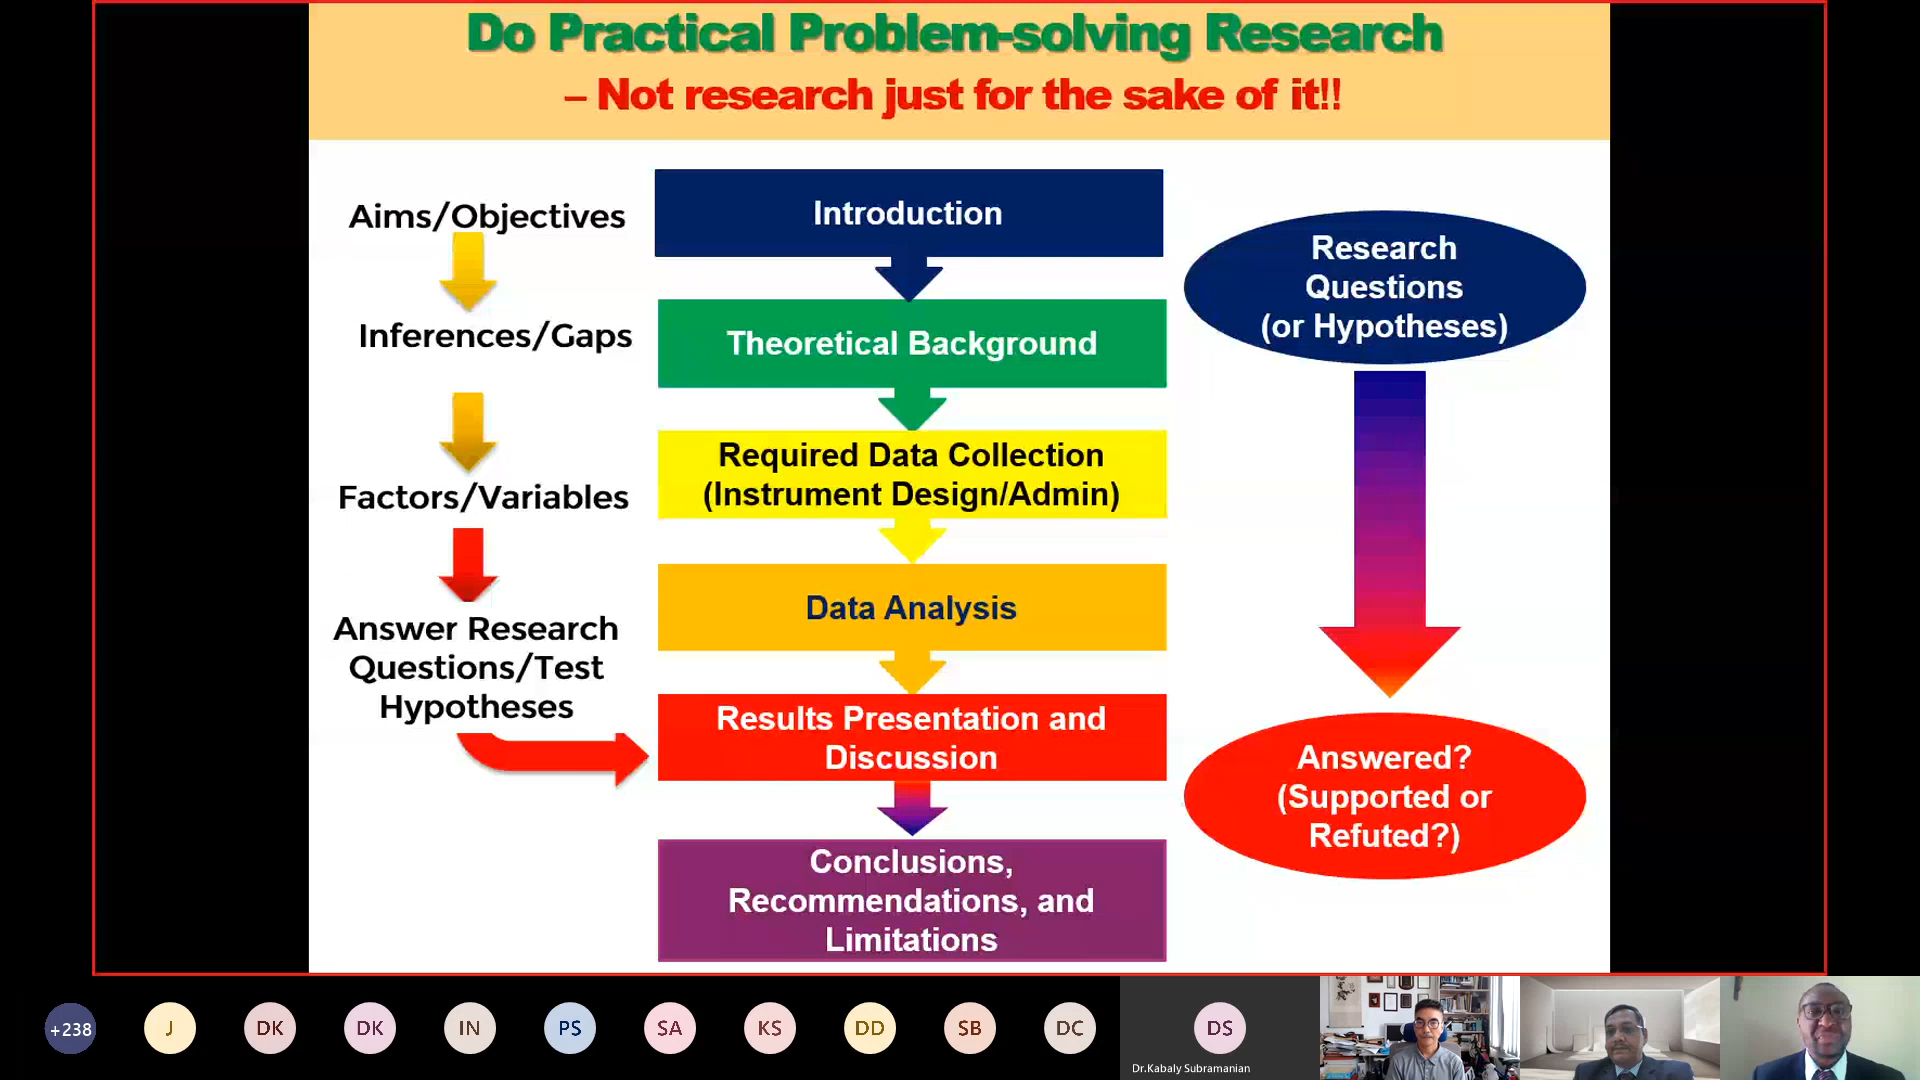 Do Practical Problem-solving Research
– Not research just for the sake of it!!
Aims/Objectives
Inferences/Gaps
Factors/Variables
Answer Research
Questions/Test
Hypotheses
Introduction
Theoretical Background
Required Data Collection
(Instrument Design/Admin)
Data Analysis
Results Presentation and
Discussion
Conclusions,
Recommendations, and
Limitations
Research
Questions
(or Hypotheses)
Answered?
(Supported or
Refuted?)
+238
J
DK
DK
IN
PS
SA
KS
DD
SB
DC
DS
Dr.Kabaly Subramanian